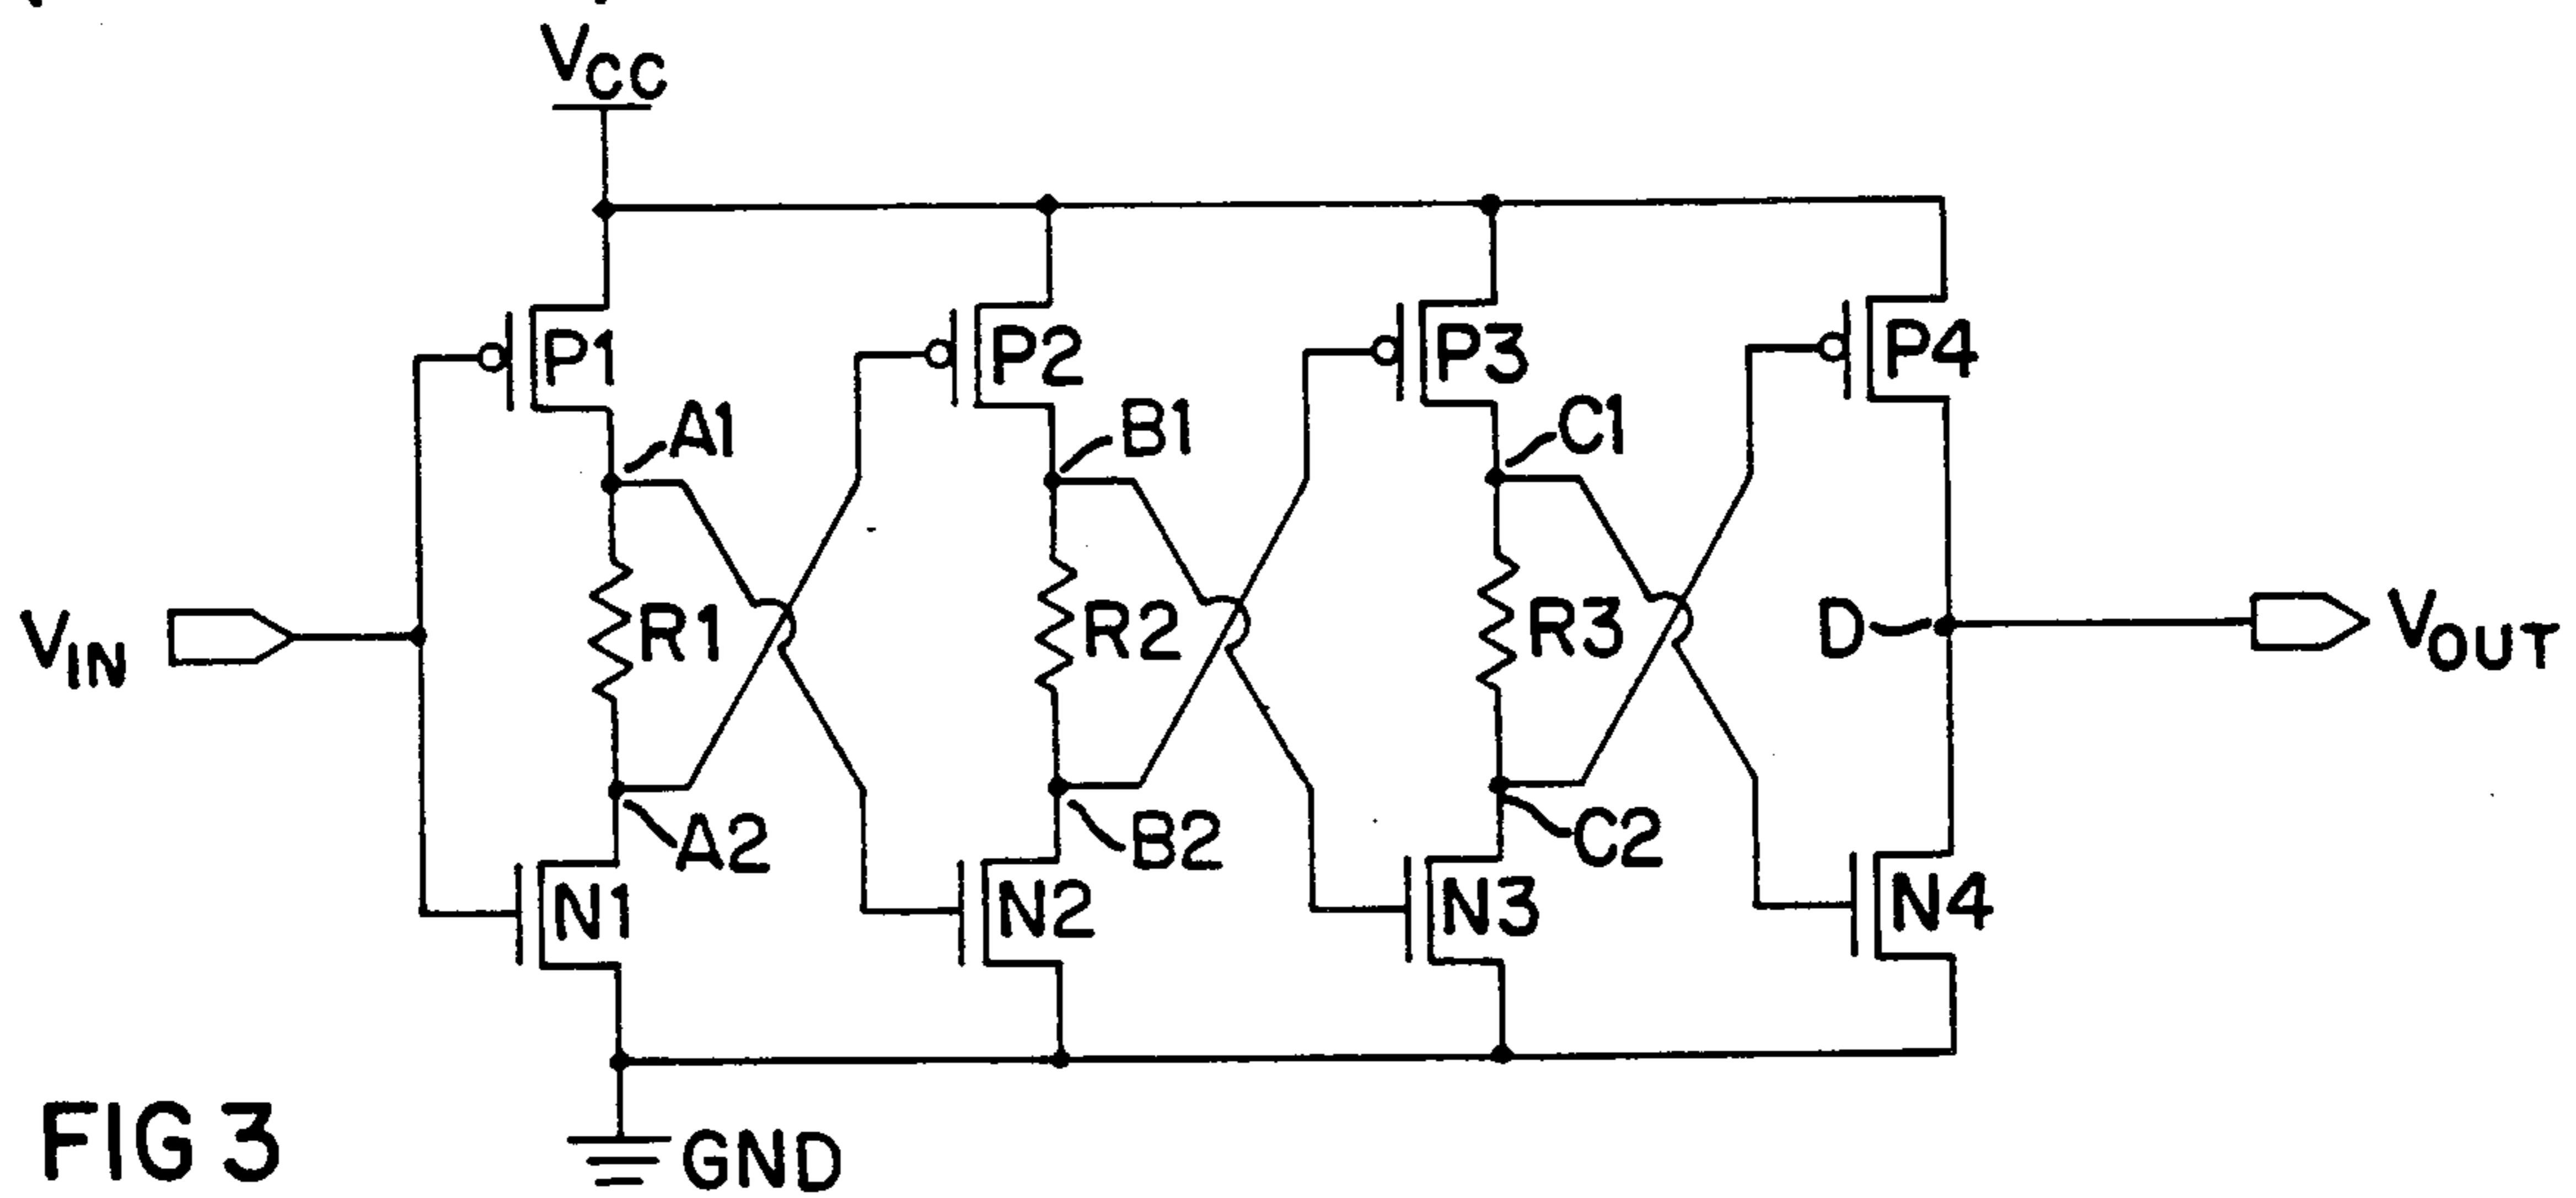 VCC
P1
P2
P3
P4
A1
B1
C1
VIN
R1
R2
R3
D
VOUT
A2
B2
C2
N1
N2
N3
N4
FIG 3
GND